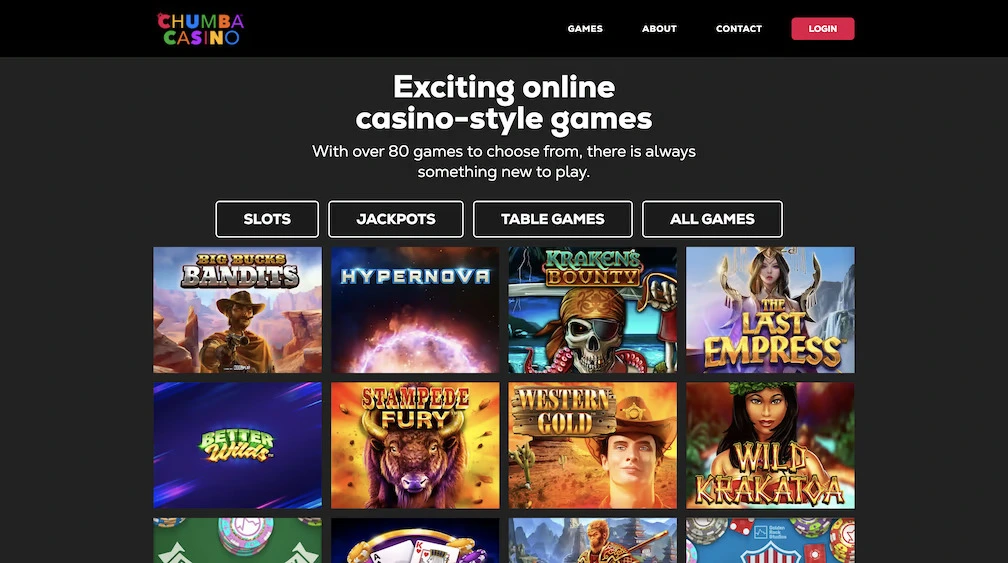 CHUMBA
CASINO
GAMES
ABOUT
CONTACT
LOGIN
Exciting online
casino-style games
With over 80 games to choose from, there is always
something new to play.
SLOTS
JACKPOTS
TABLE GAMES
ALL GAMES
BIG BUCKS
BANDITS
HYPERNOVA
KRAKEN'S
BOUNTY
THE
LAST
EMPRESS
BETTER
Wilds
STAMPEDE
FURY
WESTERN
GOLD
WILD
KRAKATOA
A
K